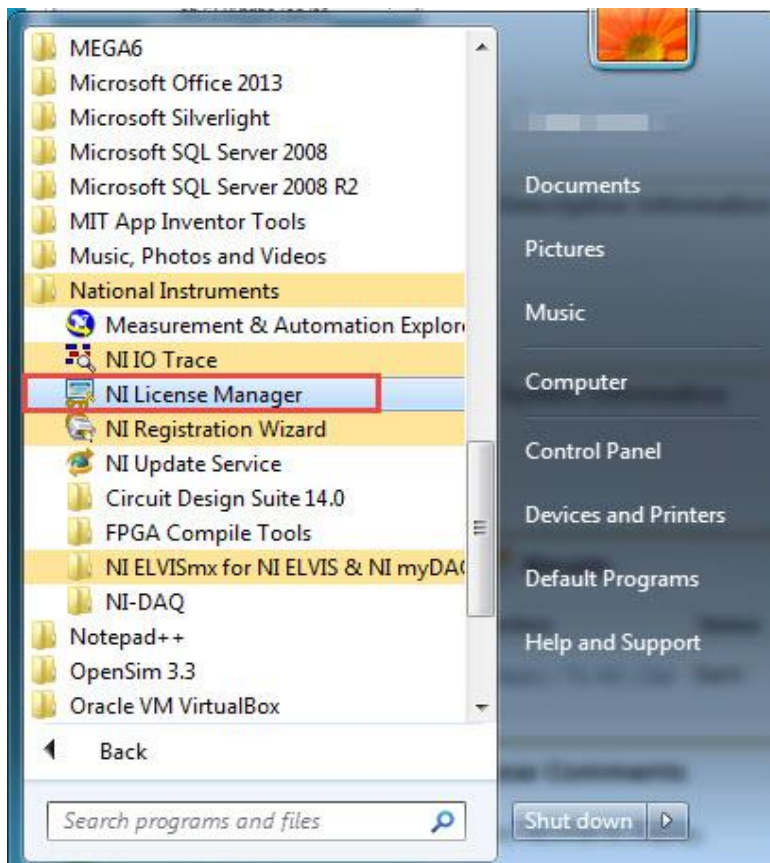 MEGA6
Microsoft Office 2013
Microsoft Silverlight
Microsoft SQL Server 2008
Microsoft SQL Server 2008 R2
MIT App Inventor Tools
Music, Photos and Videos
National Instruments
Measurement & Automation Explor
NI IO Trace
NI License Manager
NI Registration Wizard
NI Update Service
Circuit Design Suite 14.0
FPGA Compile Tools
NI ELVISmx for NI ELVIS & NI myDA
NI-DAQ
Notepad++
OpenSim 3.3
Oracle VM VirtualBox
Back
Search programs and files
Documents
Pictures
Music
Computer
Control Panel
Devices and Printers
Default Programs
Help and Support
Shut down